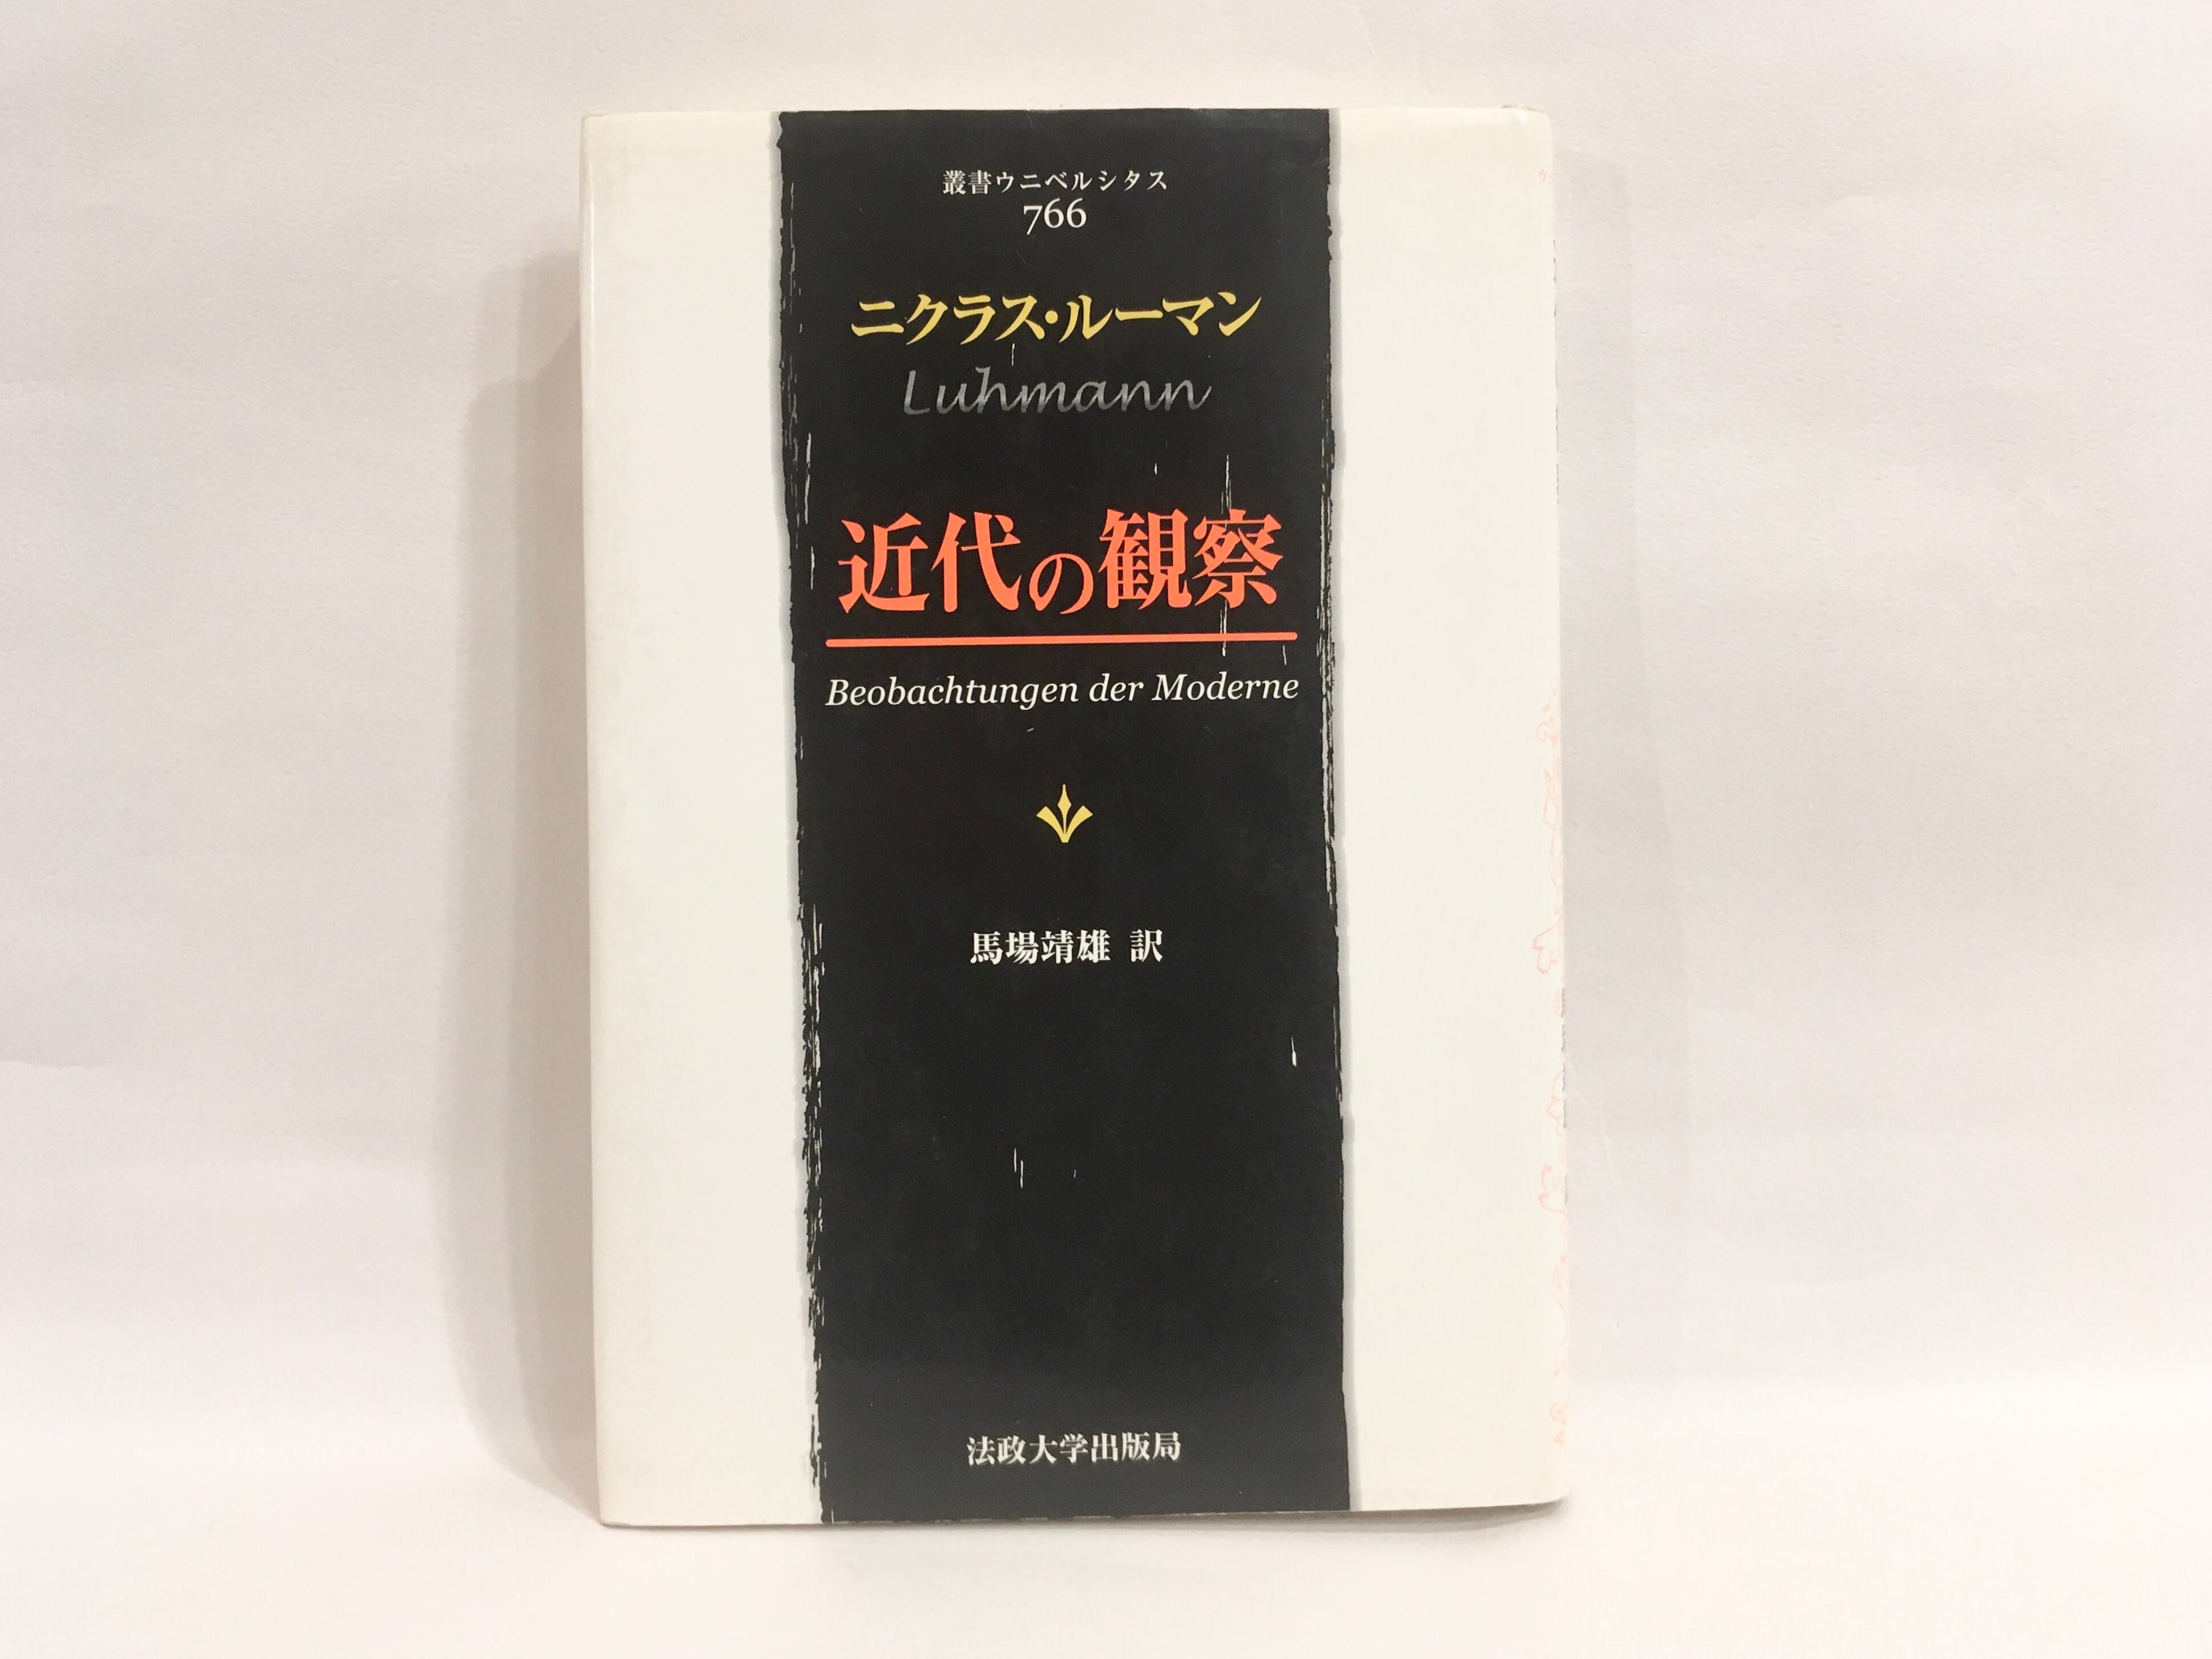 叢書ウニベルシタス
766
ニクラス・ルーマン
Luhmann
近代の観察
Beobachtungen der Moderne
馬場靖雄 訳
法政大学出版局